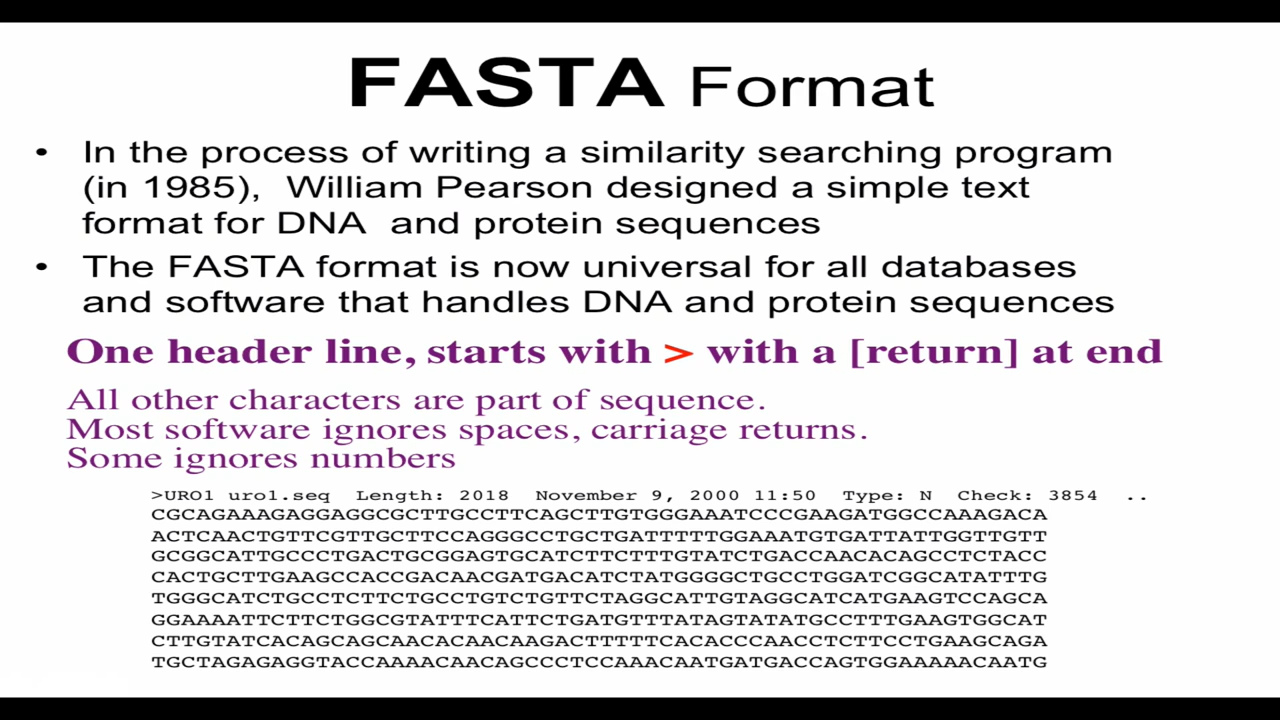 FASTA Format
• In the process of writing a similarity searching program
(in 1985), William Pearson designed a simple text
format for DNA and protein sequences
• The FASTA format is now universal for all databases
and software that handles DNA and protein sequences
One header line, starts with > with a [return] at end
All other characters are part of sequence.
Most software ignores spaces, carriage returns.
Some ignores numbers
>URO1 uro1.seq Length: 2018 November 9, 2000 11:50 Type: N Check: 3854 ..
CGCAGAAAGAGGAGGCGCTTGCCTTCAGCTTGTGGGAAATCCCGAAGATGGCCAAAGACA
ACTCAACTGTTCGTTGCTTCCAGGGCCTGCTGATTTTTGGAAATGTGATTATTGGTTGTT
GCGGCATTGCCCTGACTGCGGAGTGCATCTTCTTTGTATCTGACCAACACAGCCTCTACC
CACTGCTTGAAGCCACCGACAACGATGACATCTATGGGGCTGCCTGGATCGGCATATTTG
TGGGCATCTGCCTCTTCTGCCTGTCTGTTCTAGGCATTGTAGGCATCATGAAGTCCAGCA
GGAAAATTCTTCTGGCGTATTTCATTCTGATGTTTATAGTATATGCCTTTGAAGTGGCAT
CTTGTATCACAGCAGCAACACAACAAGACTTTTTCACACCCAACCTCTTCCTGAAGCAGA
TGCTAGAGAGGTACCAAAACAACAGCCCTCCAAACAATGATGACCAGTGGAAAAACAATG